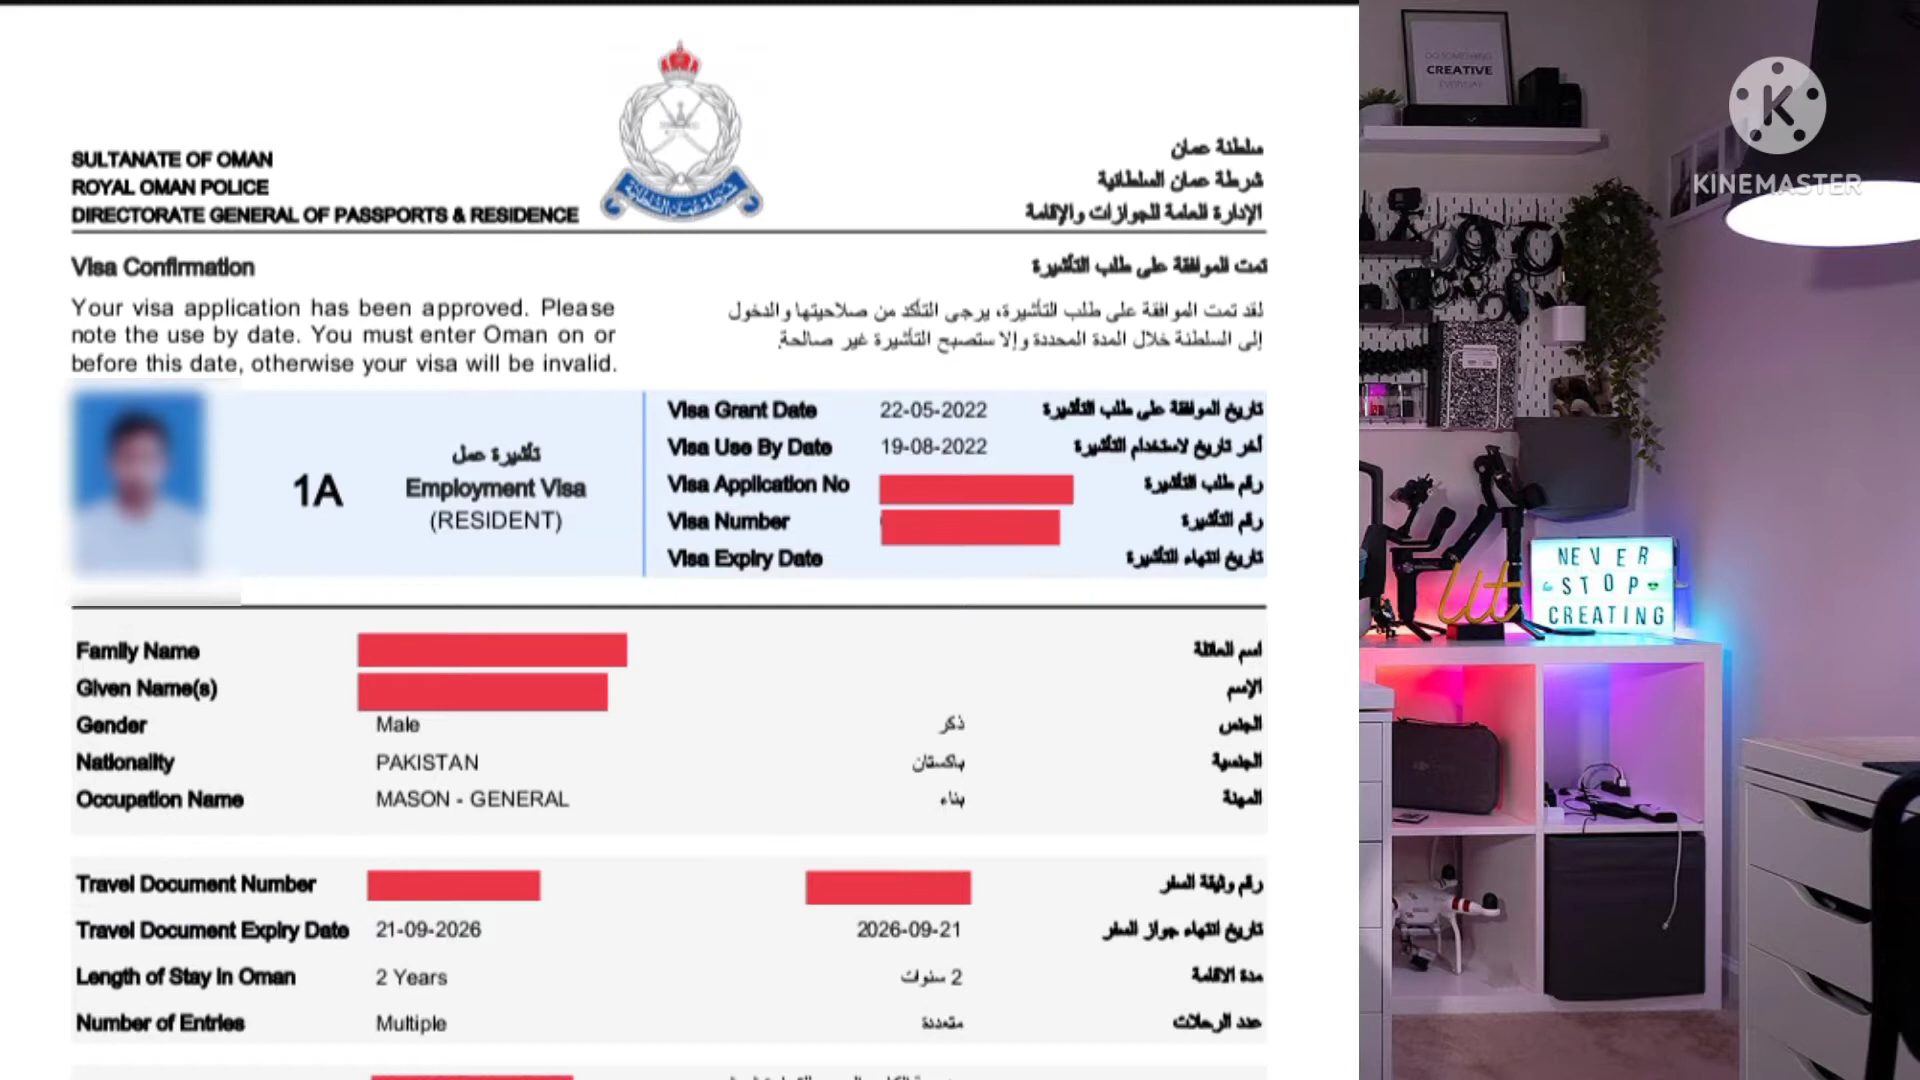 SULTANATE OF OMAN
ROYAL OMAN POLICE
DIRECTORATE GENERAL OF PASSPORTS & RESIDENCE
سلطنة عمان
شرطة عمان السلطانية
الإدارة العامة للجوازات والإقامة
شرطة عمان السلطانية
Visa Confirmation
تمت الموافقة على طلب التأشيرة
Your visa application has been approved. Please
note the use by date. You must enter Oman on or
before this date, otherwise your visa will be invalid.
لقد تمت الموافقة على طلب التأشيرة، يرجى التأكد من صلاحيتها والدخول
إلى السلطنة خلال المدة المحددة وإلا ستصبح التأشيرة غير صالحة.
1A
تأشيرة عمل
Employment Visa
(RESIDENT)
Visa Grant Date 22-05-2022 تاريخ الموافقة على طلب التأشيرة
Visa Use By Date 19-08-2022 أخر تاريخ لاستخدام التأشيرة
Visa Application No رقم طلب التأشيرة
Visa Number رقم التأشيرة
Visa Expiry Date تاريخ انتهاء التأشيرة
Family Name اسم العائلة
Given Name(s) الإسم
Gender Male ذكر الجنس
Nationality PAKISTAN باكستان الجنسية
Occupation Name MASON - GENERAL بناء المهنة
Travel Document Number رقم وثيقة السفر
Travel Document Expiry Date 21-09-2026 2026-09-21 تاريخ انتهاء جواز السفر
Length of Stay in Oman 2 Years 2 سنوات مدة الاقامة
Number of Entries Multiple متعددة عدد الرحلات
DO SOMETHING
CREATIVE
EVERYDAY
K
KINEMASTER
ut
NEVER
STOP
CREATING